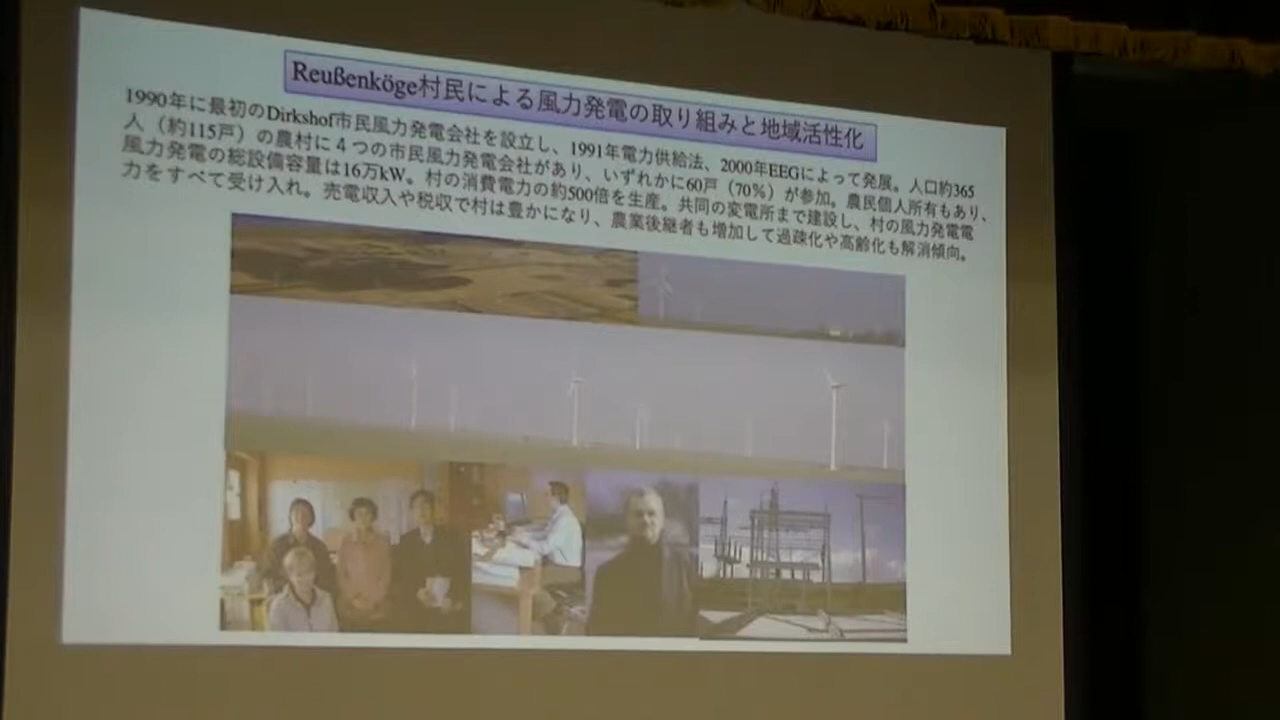 Reußenköge村民による風力発電の取り組みと地域活性化
1990年に最初のDirkshof市民風力発電会社を設立し、1991年電力供給法、2000年EEGによって発展。人口約365
人（約115戸）の農村に４つの市民風力発電会社があり、いずれかに60戸（70%）が参加。農民個人所有もあり、
風力発電の総設備容量は16万kW。村の消費電力の約500倍を生産。共同の変電所まで建設し、村の風力発電電
力をすべて受け入れ。売電収入や税収で村は豊かになり、農業後継者も増加して過疎化や高齢化も解消傾向。